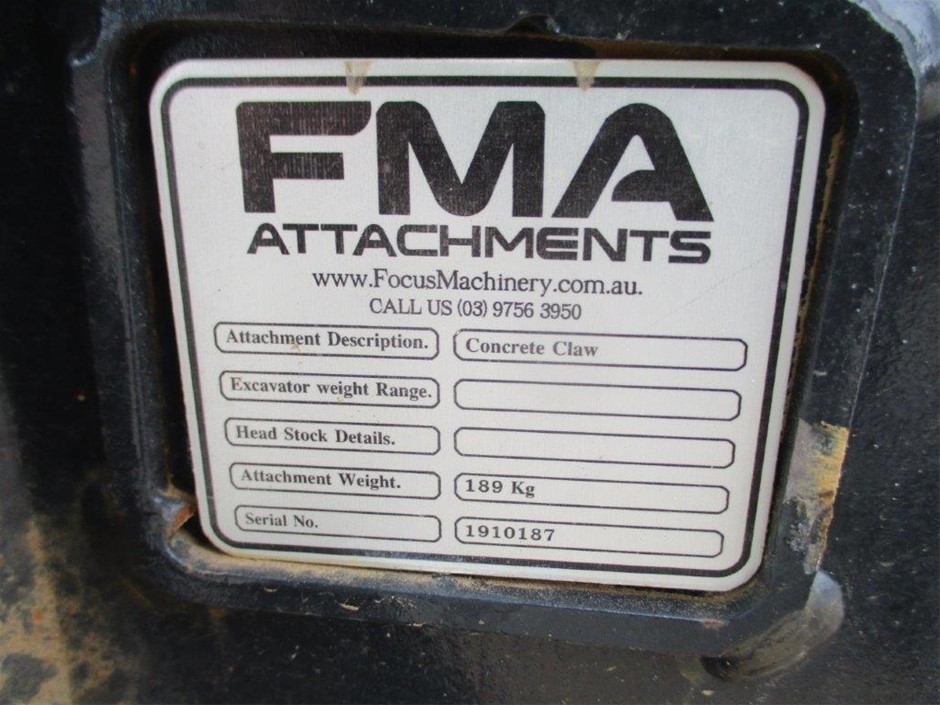 FMA
ATTACHMENTS
www.FocusMachinery.com.au.
CALL US (03) 9756 3950
Attachment Description. Concrete Claw
Excavator weight Range.
Head Stock Details.
Attachment Weight. 189 Kg
Serial No. 1910187